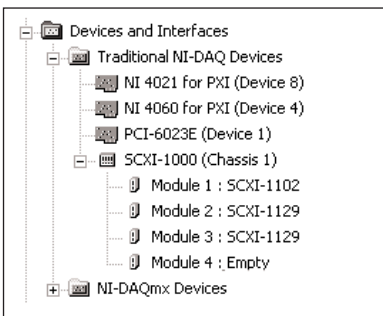 Devices and Interfaces
Traditional NI-DAQ Devices
NI 4021 for PXI (Device 8)
NI 4060 for PXI (Device 4)
PCI-6023E (Device 1)
SCXI-1000 (Chassis 1)
Module 1 : SCXI-1102
Module 2 : SCXI-1129
Module 3 : SCXI-1129
Module 4 : Empty
NI-DAQmx Devices